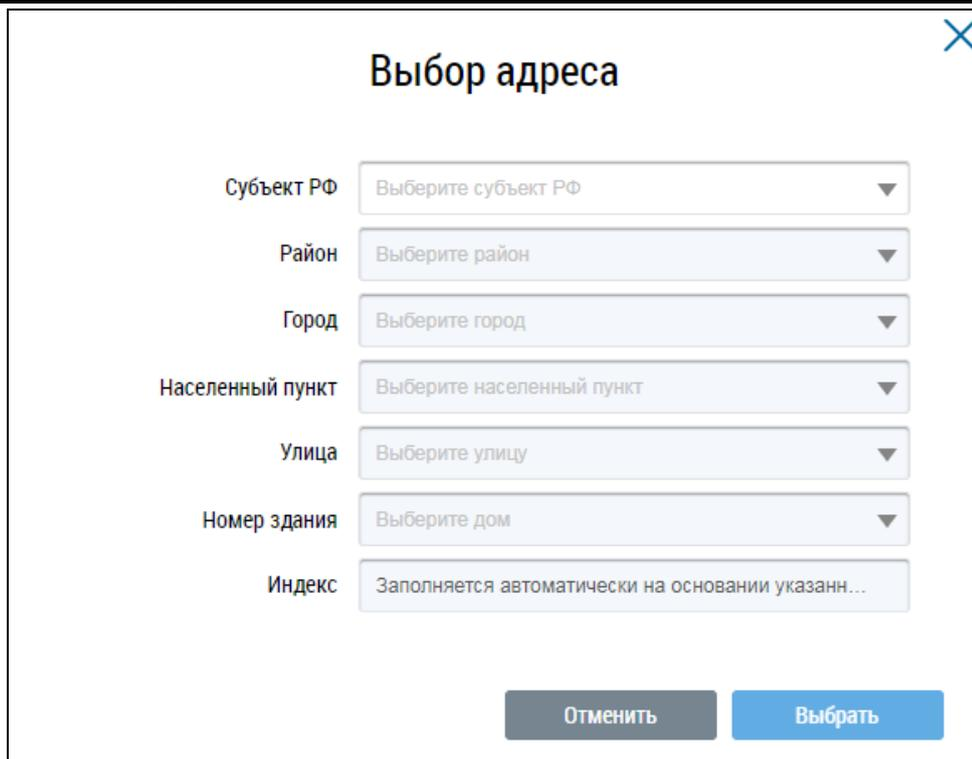 Выбор адреса
Субъект РФ Выберите субъект РФ
Район Выберите район
Город Выберите город
Населенный пункт Выберите населенный пункт
Улица Выберите улицу
Номер здания Выберите дом
Индекс Заполняется автоматически на основании указанн...
Отменить Выбрать